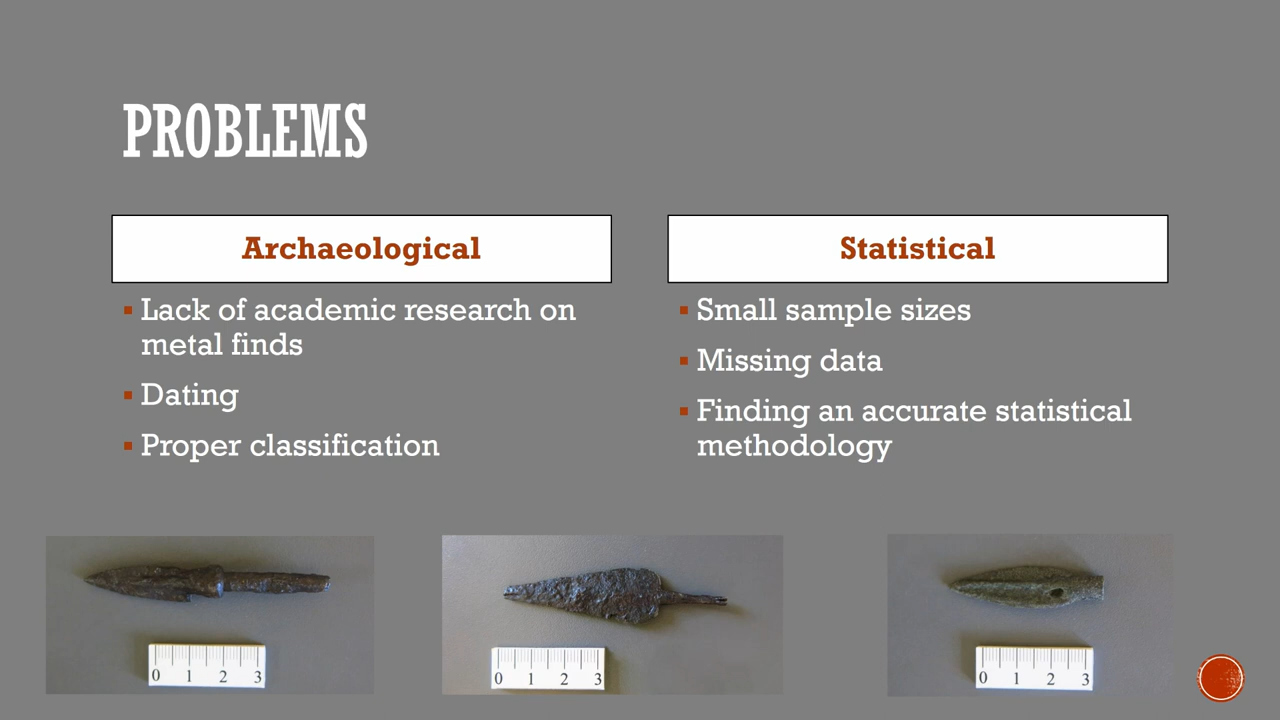 PROBLEMS
Archaeological
Lack of academic research on
metal finds
Dating
Proper classification
Statistical
Small sample sizes
Missing data
Finding an accurate statistical
methodology
0 1 2 3
0 1 2 3
0 1 2 3